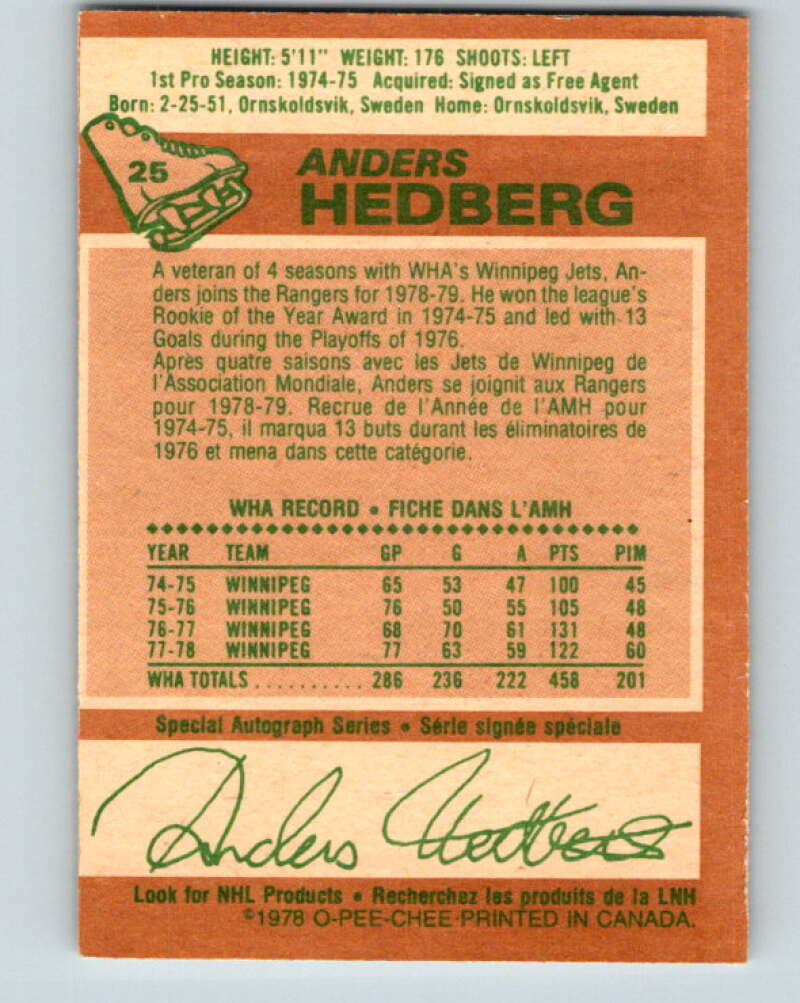 HEIGHT: 5'11" WEIGHT: 176 SHOOTS: LEFT
1st Pro Season: 1974-75 Acquired: Signed as Free Agent
Born: 2-25-51, Ornskoldsvik, Sweden Home: Ornskoldsvik, Sweden
25
ANDERS
HEDBERG
A veteran of 4 seasons with WHA's Winnipeg Jets, An-
ders joins the Rangers for 1978-79. He won the league's
Rookie of the Year Award in 1974-75 and led with 13
Goals during the Playoffs of 1976.
Après quatre saisons avec les Jets de Winnipeg de
l'Association Mondiale, Anders se joignit aux Rangers
pour 1978-79. Recrue de l'Année de l'AMH pour
1974-75, il marqua 13 buts durant les éliminatoires de
1976 et mena dans cette catégorie.
WHA RECORD • FICHE DANS L'AMH
YEAR TEAM GP G A PTS PIM
74-75 WINNIPEG 65 53 47 100 45
75-76 WINNIPEG 76 50 55 105 48
76-77 WINNIPEG 68 70 61 131 48
77-78 WINNIPEG 77 63 59 122 60
WHA TOTALS .......... 286 236 222 458 201
Special Autograph Series • Série signée spéciale
Anders Hedberg
Look for NHL Products • Recherchez les produits de la LNH
©1978 O-PEE-CHEE PRINTED IN CANADA.